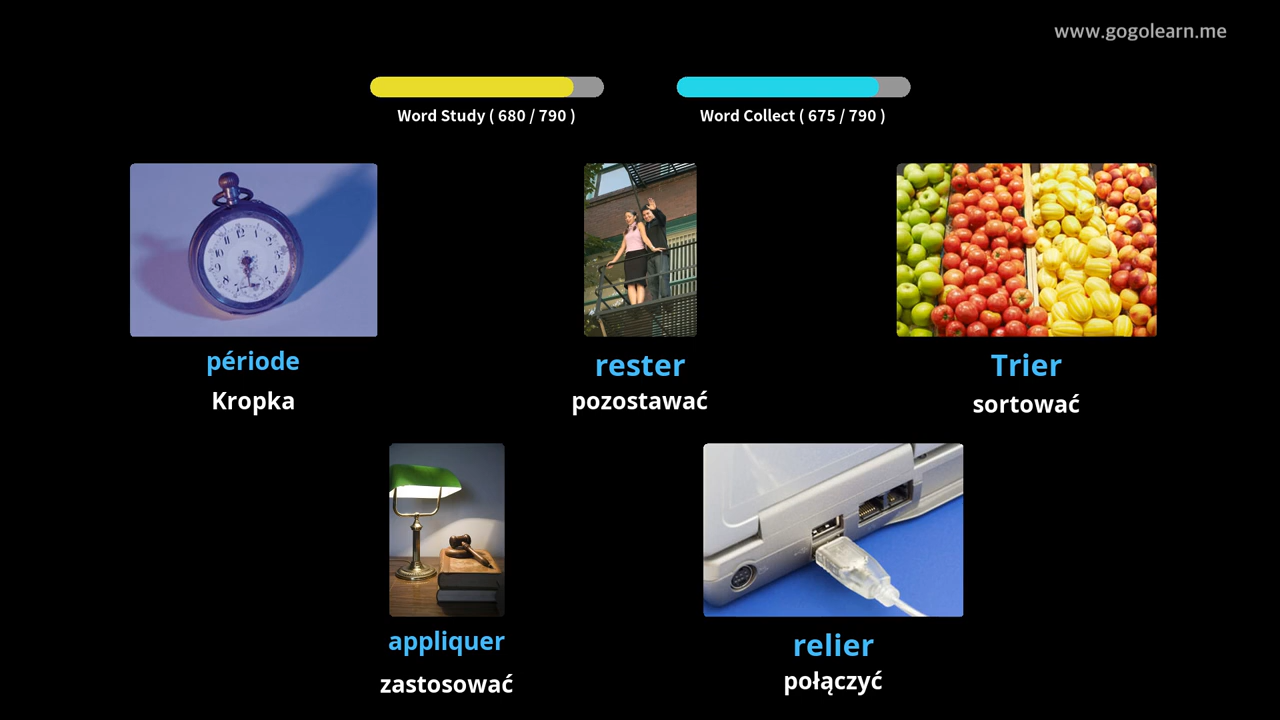 www.gogolearn.me
Word Study ( 680 / 790 )
Word Collect ( 675 / 790 )
période
Kropka
rester
pozostawać
Trier
sortować
appliquer
zastosować
relier
połączyć